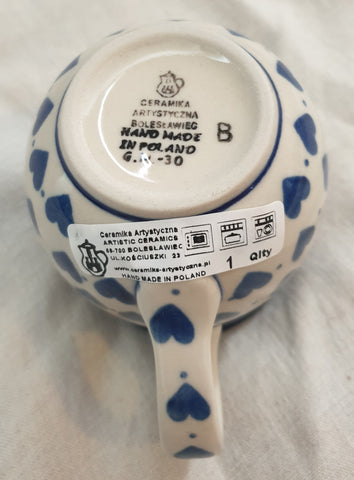 CERAMIKA
ARTYSTYCZNA
BOLESŁAWIEC
HAND MADE
IN POLAND
B
Ceramika Artystyczna
ARTISTIC CERAMICS
59-700 BOLESŁAWIEC
UL.KOŚCIUSZKI 23
www.ceramika-artystyczna.pl
HAND MADE IN POLAND
1 Qlty